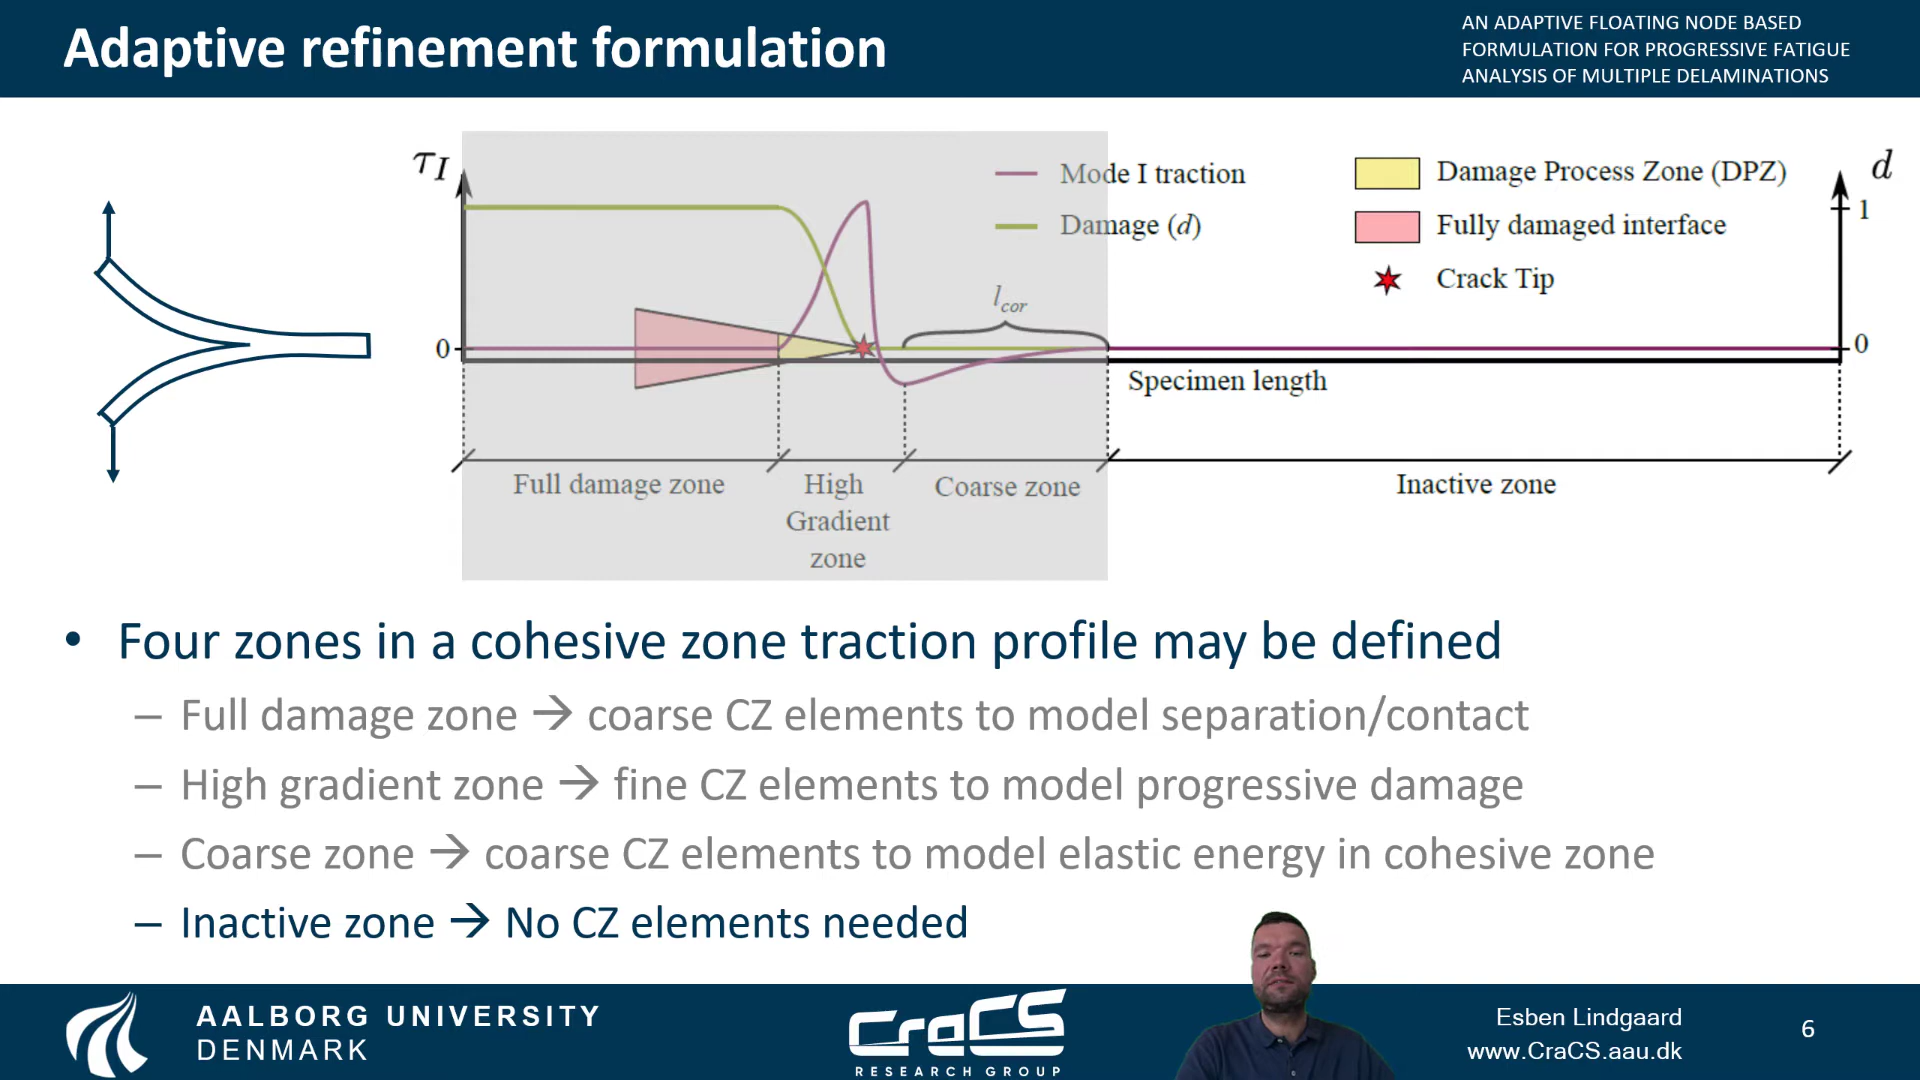 Adaptive refinement formulation
AN ADAPTIVE FLOATING NODE BASED
FORMULATION FOR PROGRESSIVE FATIGUE
ANALYSIS OF MULTIPLE DELAMINATIONS
τI
Mode I traction
Damage (d)
Damage Process Zone (DPZ)
Fully damaged interface
Crack Tip
d
1
lcor
0
0
Specimen length
Full damage zone
High
Gradient
zone
Coarse zone
Inactive zone
• Four zones in a cohesive zone traction profile may be defined
– Full damage zone → coarse CZ elements to model separation/contact
– High gradient zone → fine CZ elements to model progressive damage
– Coarse zone → coarse CZ elements to model elastic energy in cohesive zone
– Inactive zone → No CZ elements needed
AALBORG UNIVERSITY
DENMARK
CraCS
RESEARCH GROUP
Esben Lindgaard
www.CraCS.aau.dk
6